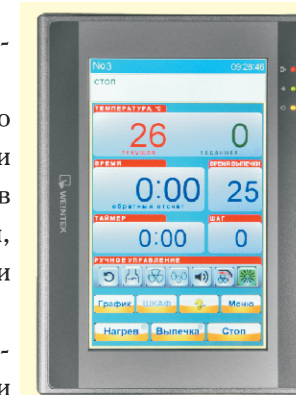 -
о
и
в
,
и
-
и
No3 09:28:46
стоп
ТЕМПЕРАТУРА °C
26 0
текущая заданная
ВРЕМЯ ВРЕМЯ ВЫПЕЧКИ
0:00 25
обратный отсчёт
ТАЙМЕР ШАГ
0:00 0
РУЧНОЕ УПРАВЛЕНИЕ
График ШКАФ Меню
Нагрев Выпечка Стоп
WEINTEK